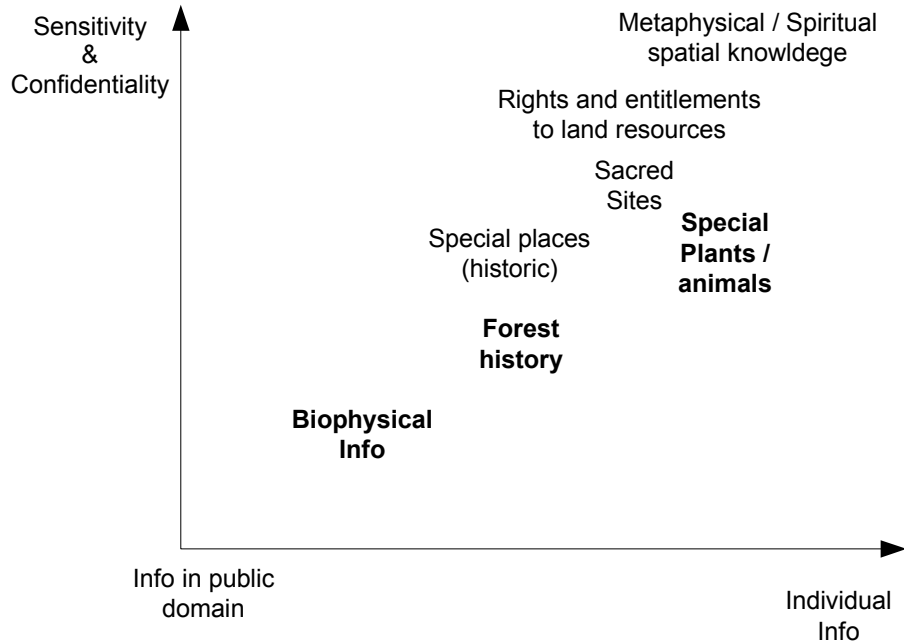 Sensitivity
&
Confidentiality
Metaphysical / Spiritual
spatial knowldege
Rights and entitlements
to land resources
Sacred
Sites
Special
Plants /
animals
Special places
(historic)
Forest
history
Biophysical
Info
Info in public
domain
Individual
Info